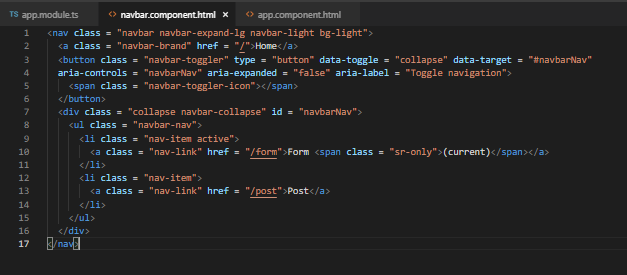 TS app.module.ts <> navbar.component.html × <> app.component.html
1 <nav class = "navbar navbar-expand-lg navbar-light bg-light">
2 <a class = "navbar-brand" href = "/">Home</a>
3 <button class = "navbar-toggler" type = "button" data-toggle = "collapse" data-target = "#navbarNav"
4 aria-controls = "navbarNav" aria-expanded = "false" aria-label = "Toggle navigation">
5 <span class = "navbar-toggler-icon"></span>
6 </button>
7 <div class = "collapse navbar-collapse" id = "navbarNav">
8 <ul class = "navbar-nav">
9 <li class = "nav-item active">
10 <a class = "nav-link" href = "/form">Form <span class = "sr-only">(current)</span></a>
11 </li>
12 <li class = "nav-item">
13 <a class = "nav-link" href = "/post">Post</a>
14 </li>
15 </ul>
16 </div>
17 </nav>